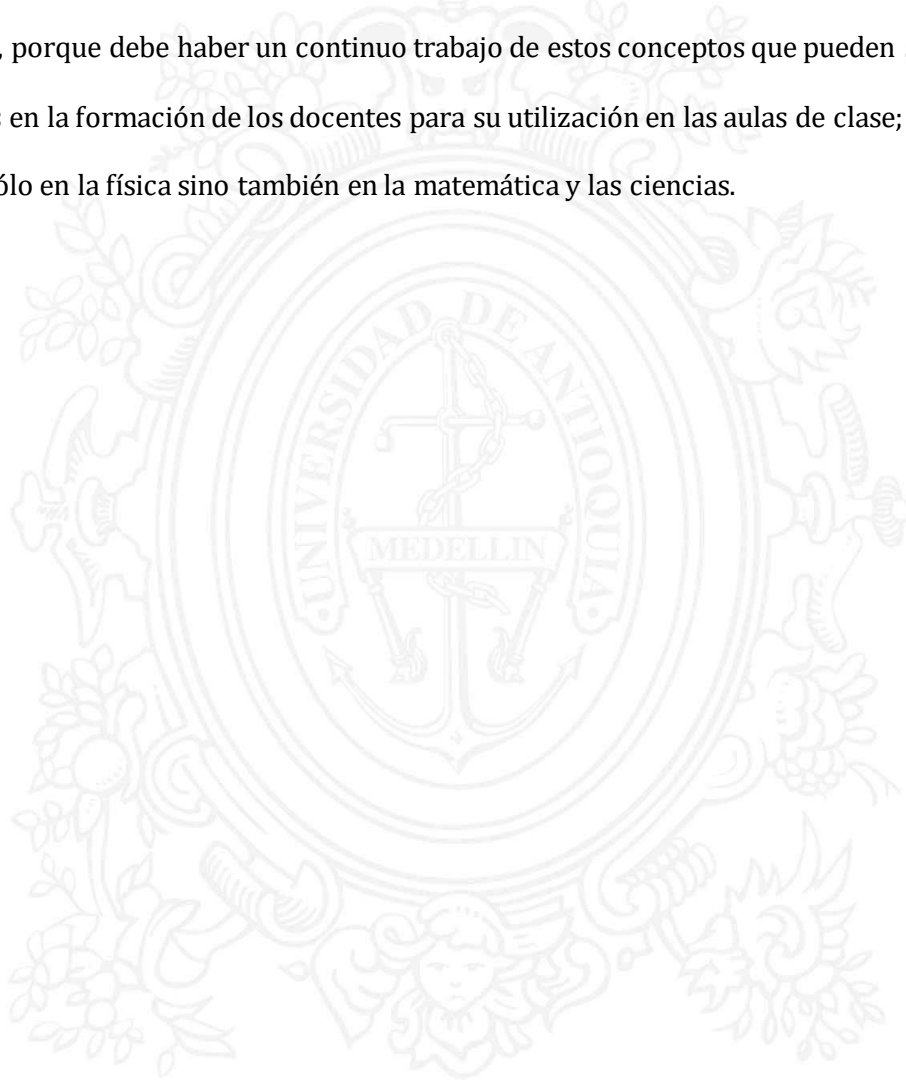 , porque debe haber un continuo trabajo de estos conceptos que pueden
en la formación de los docentes para su utilización en las aulas de clase;
ólo en la física sino también en la matemática y las ciencias.
UNIVERSIDAD DE ANTIOQUIA
MEDELLIN